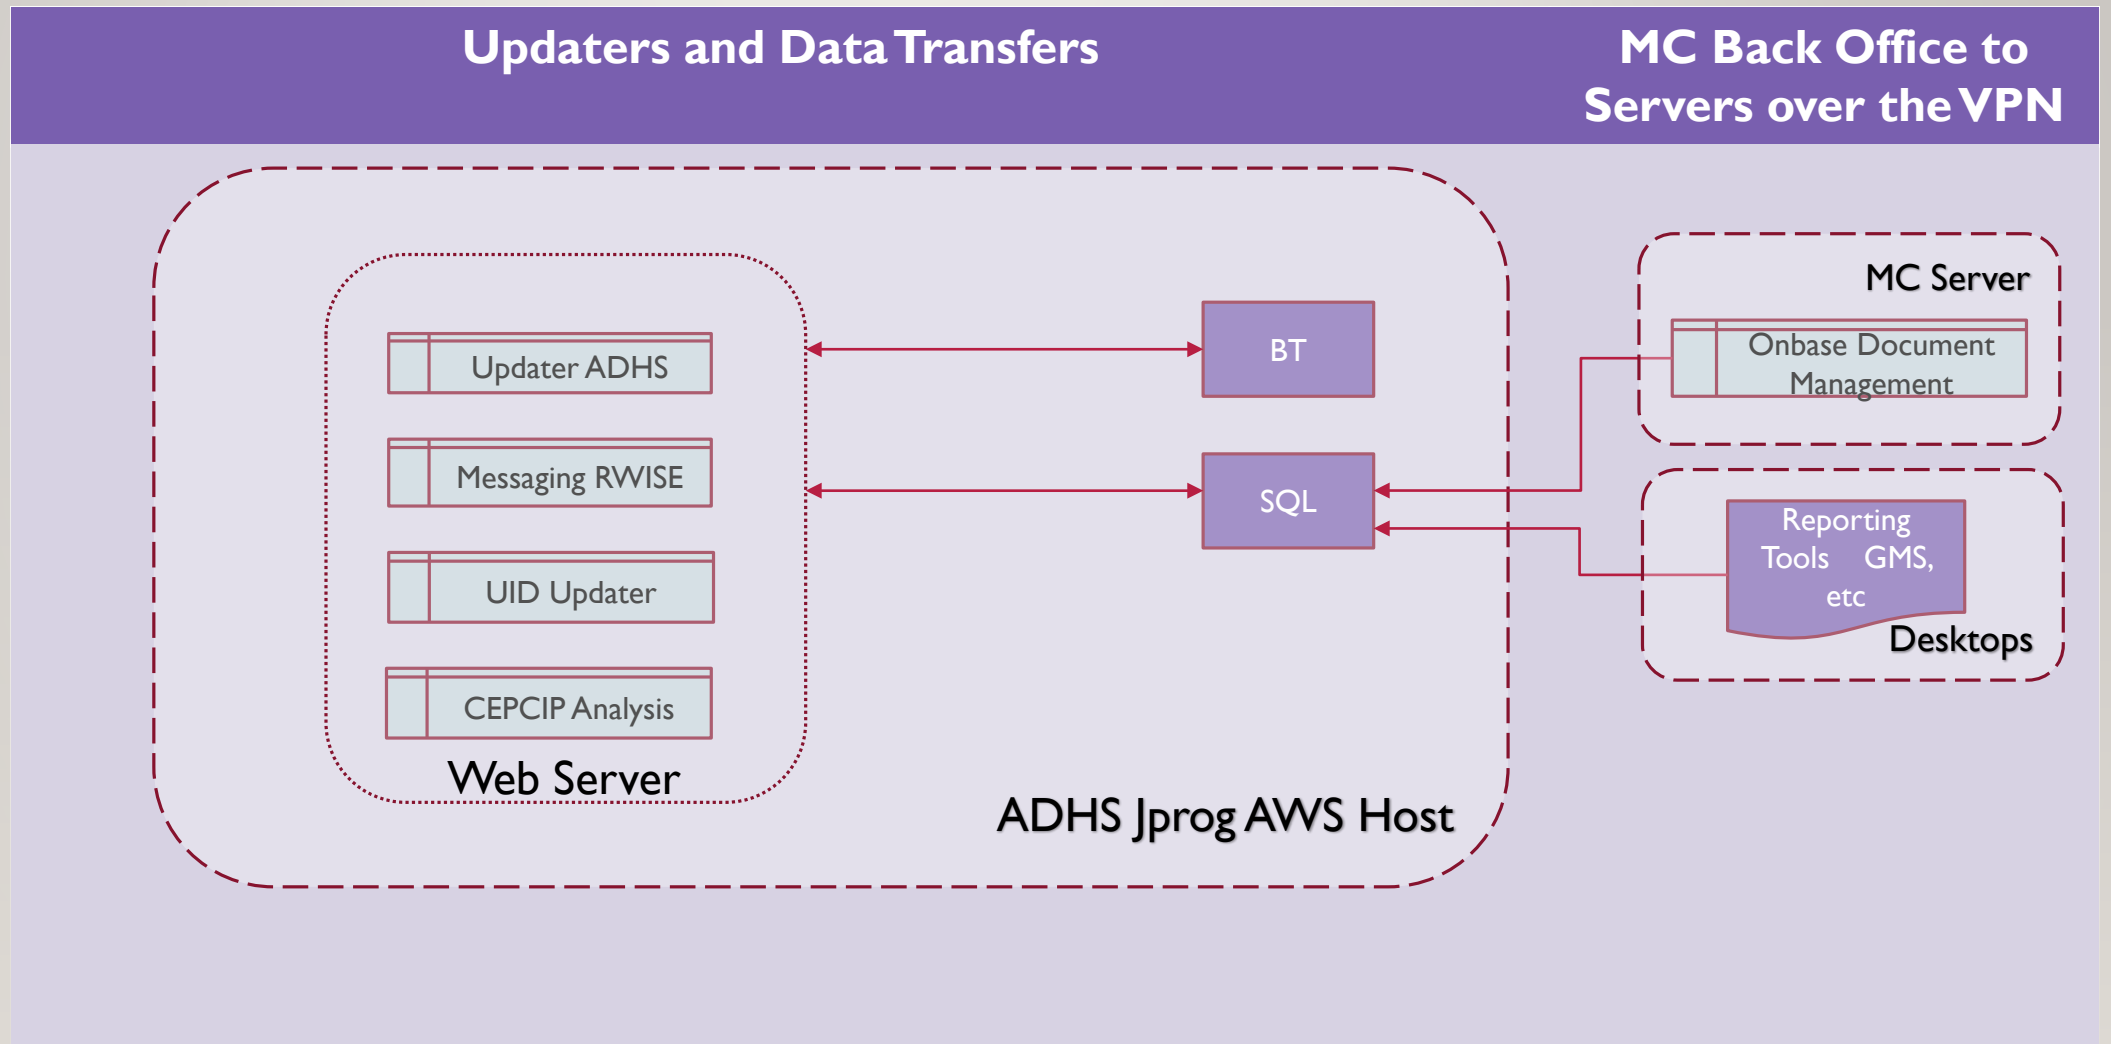 Updaters and Data Transfers
MC Back Office to
Servers over the VPN
Updater ADHS
Messaging RWISE
UID Updater
CEPCIP Analysis
Web Server
BT
SQL
ADHS Jprog AWS Host
MC Server
Onbase Document
Management
Reporting
Tools GMS,
etc
Desktops